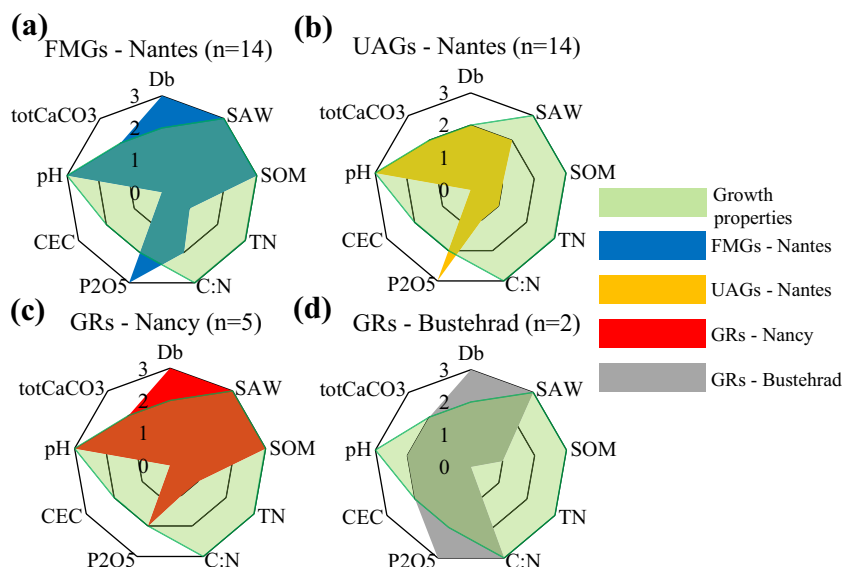 (a)
FMGs - Nantes (n=14)
Db
SAW
SOM
TN
C:N
P2O5
CEC
pH
totCaCO3
3
2
1
0
(b)
UAGs - Nantes (n=14)
Db
SAW
SOM
TN
C:N
P2O5
CEC
pH
totCaCO3
3
2
1
0
Growth
properties
FMGs - Nantes
UAGs - Nantes
GRs - Nancy
GRs - Bustehrad
(c)
GRs - Nancy (n=5)
Db
SAW
SOM
TN
C:N
P2O5
CEC
pH
totCaCO3
3
2
1
0
(d)
GRs - Bustehrad (n=2)
Db
SAW
SOM
TN
C:N
P2O5
CEC
pH
totCaCO3
3
2
1
0